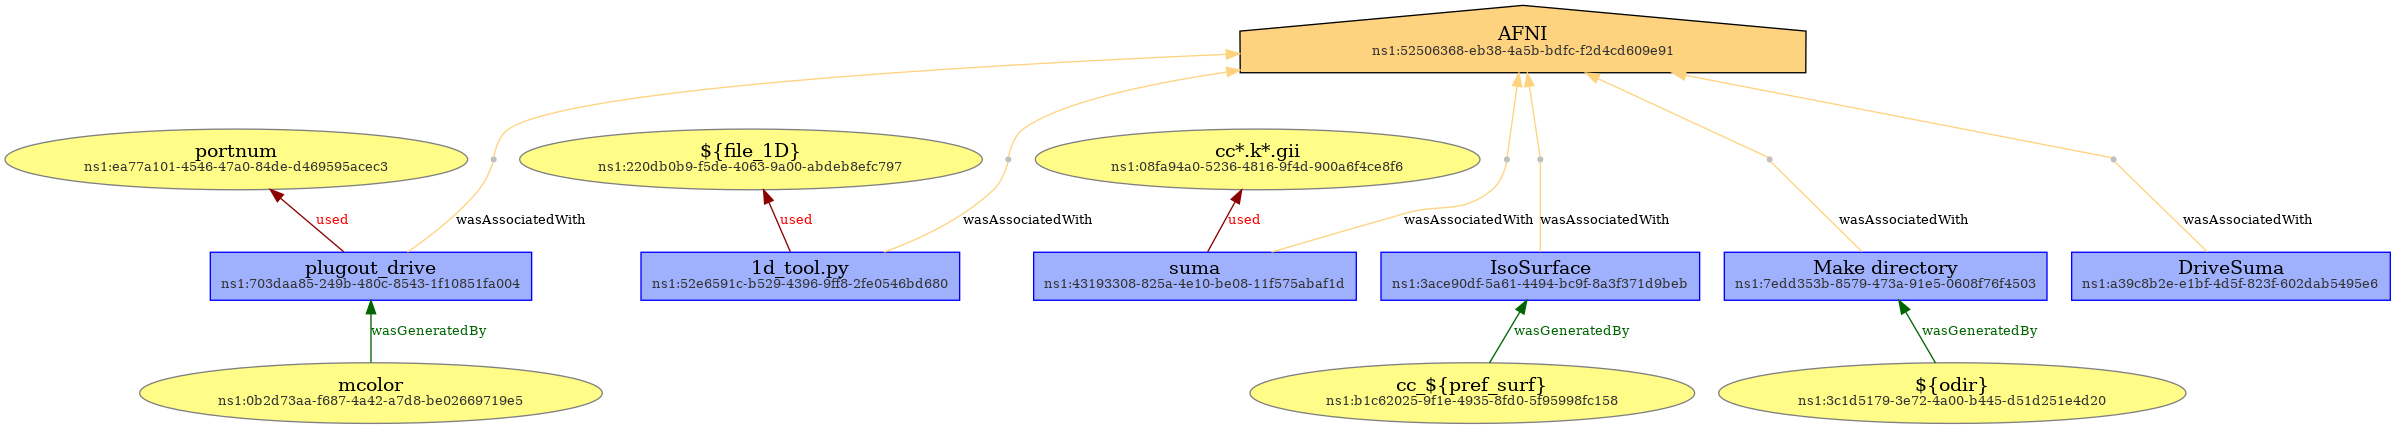 AFNI
ns1:52506368-eb38-4a5b-bdfc-f2d4cd609e91
portnum
ns1:ea77a101-4546-47a0-84de-d469595acec3
${file_1D}
ns1:220db0b9-f5de-4063-9a00-abdeb8efc797
cc*.k*.gii
ns1:08fa94a0-5236-4816-9f4d-900a6f4ce8f6
used
wasAssociatedWith
used
wasAssociatedWith
used
wasAssociatedWith
wasAssociatedWith
wasAssociatedWith
wasAssociatedWith
plugout_drive
ns1:703daa85-249b-480c-8543-1f10851fa004
1d_tool.py
ns1:52e6591c-b529-4396-9ff8-2fe0546bd680
suma
ns1:43193308-825a-4e10-be08-11f575abaf1d
IsoSurface
ns1:3ace90df-5a61-4494-bc9f-8a3f371d9beb
Make directory
ns1:7edd353b-8579-473a-91e5-0608f76f4503
DriveSuma
ns1:a39c8b2e-e1bf-4d5f-823f-602dab5495e6
wasGeneratedBy
wasGeneratedBy
wasGeneratedBy
mcolor
ns1:0b2d73aa-f687-4a42-a7d8-be02669719e5
cc_${pref_surf}
ns1:b1c62025-9f1e-4935-8fd0-5f95998fc158
${odir}
ns1:3c1d5179-3e72-4a00-b445-d51d251e4d20